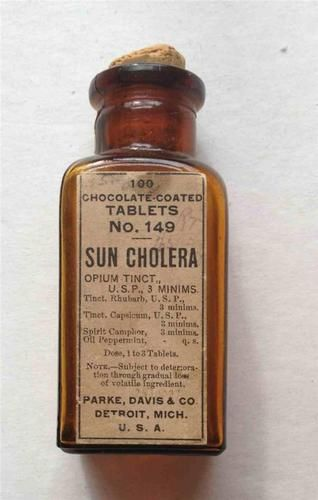 100
CHOCOLATE-COATED
TABLETS
No. 149
SUN CHOLERA
OPIUM TINCT.,
U. S. P., 3 MINIMS.
Tinct. Rhubarb, U. S. P.,
3 minims.
Tinct. Capsicum, U. S. P.,
3 minims.
Spirit Camphor, 3 minims.
Oil Peppermint, - q. s.
Dose, 1 to 3 Tablets.
NOTE.—Subject to deteriora-
tion through gradual loss
of volatile ingredient.
PARKE, DAVIS & CO.
DETROIT, MICH.
U. S. A.